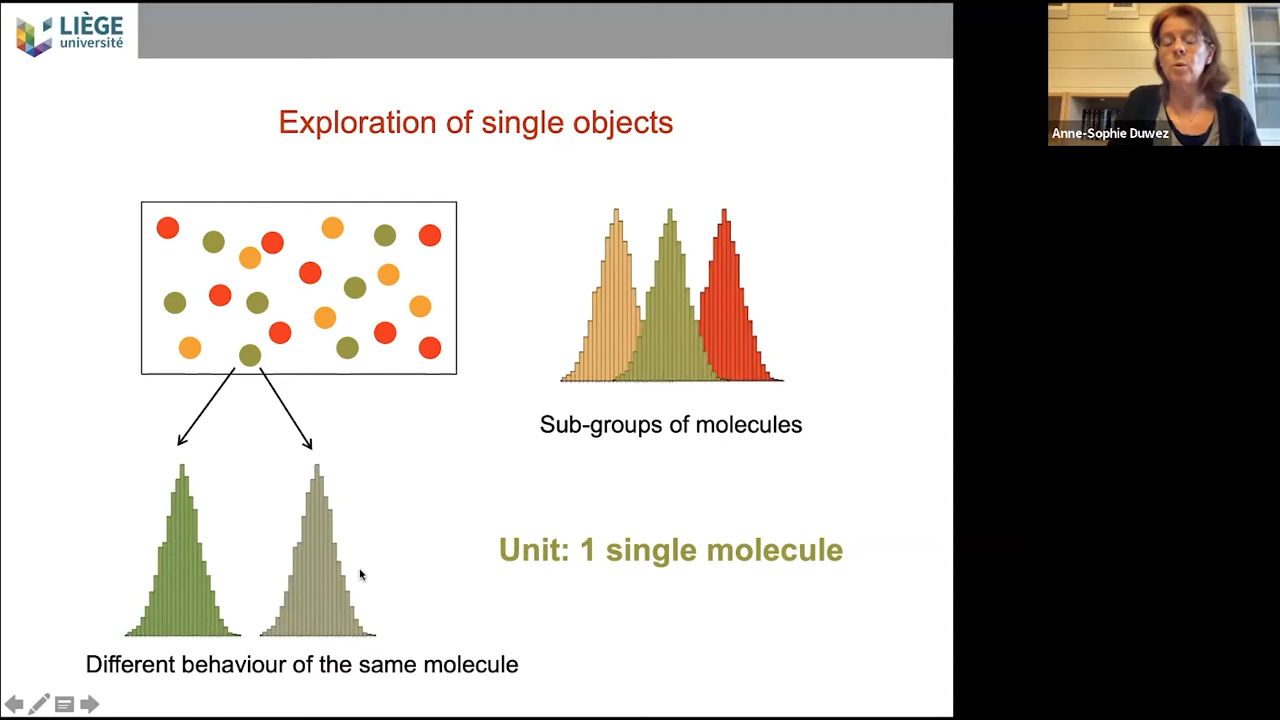 LIÈGE
université
Exploration of single objects
Anne-Sophie Duwez
Sub-groups of molecules
Unit: 1 single molecule
Different behaviour of the same molecule